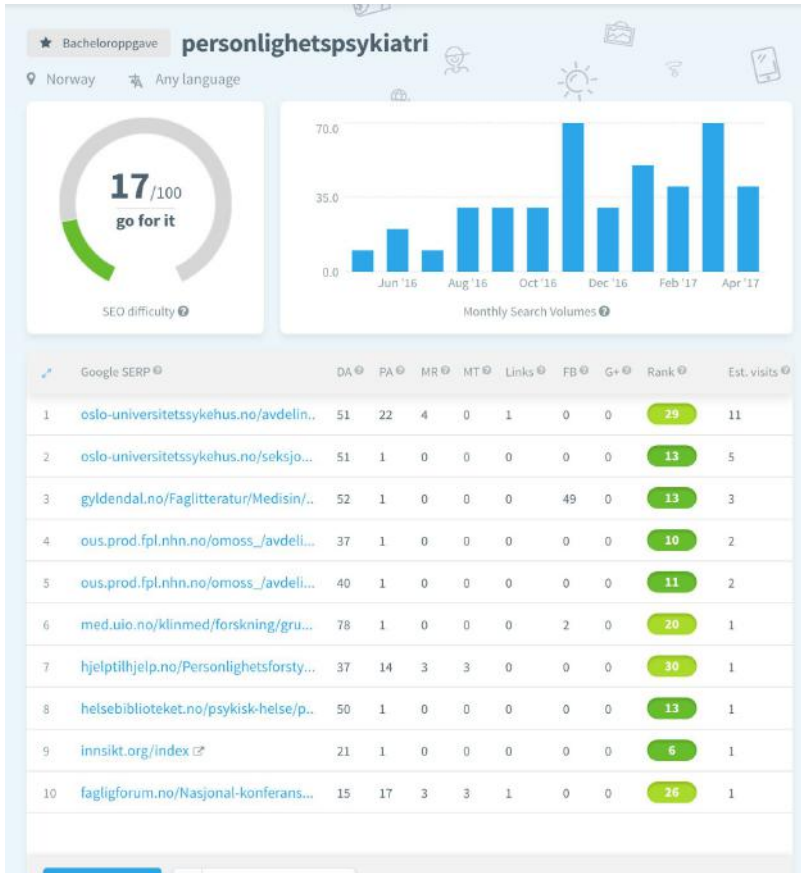 ★ Bacheloroppgave personlighetspsykiatri
Norway Any language
17/100
go for it
SEO difficulty
70.0
35.0
0.0
Jun '16 Aug '16 Oct '16 Dec '16 Feb '17 Apr '17
Monthly Search Volumes
Google SERP DA PA MR MT Links FB G+ Rank Est. visits
1 oslo-universitetssykehus.no/avdelin.. 51 22 4 0 1 0 0 29 11
2 oslo-universitetssykehus.no/seksjo... 51 1 0 0 0 0 0 13 5
3 gyldendal.no/Faglitteratur/Medisin/.. 52 1 0 0 0 49 0 13 3
4 ous.prod.fpl.nhn.no/omoss_/avdeli... 37 1 0 0 0 0 0 10 2
5 ous.prod.fpl.nhn.no/omoss_/avdeli... 40 1 0 0 0 0 0 11 2
6 med.uio.no/klinmed/forskning/gru... 78 1 0 0 0 2 0 20 1
7 hjelptilhjelp.no/Personlighetsforsty... 37 14 3 3 0 0 0 30 1
8 helsebiblioteket.no/psykisk-helse/p.. 50 1 0 0 0 0 0 13 1
9 innsikt.org/index 21 1 0 0 0 0 0 6 1
10 fagligforum.no/Nasjonal-konferans... 15 17 3 3 1 0 0 26 1